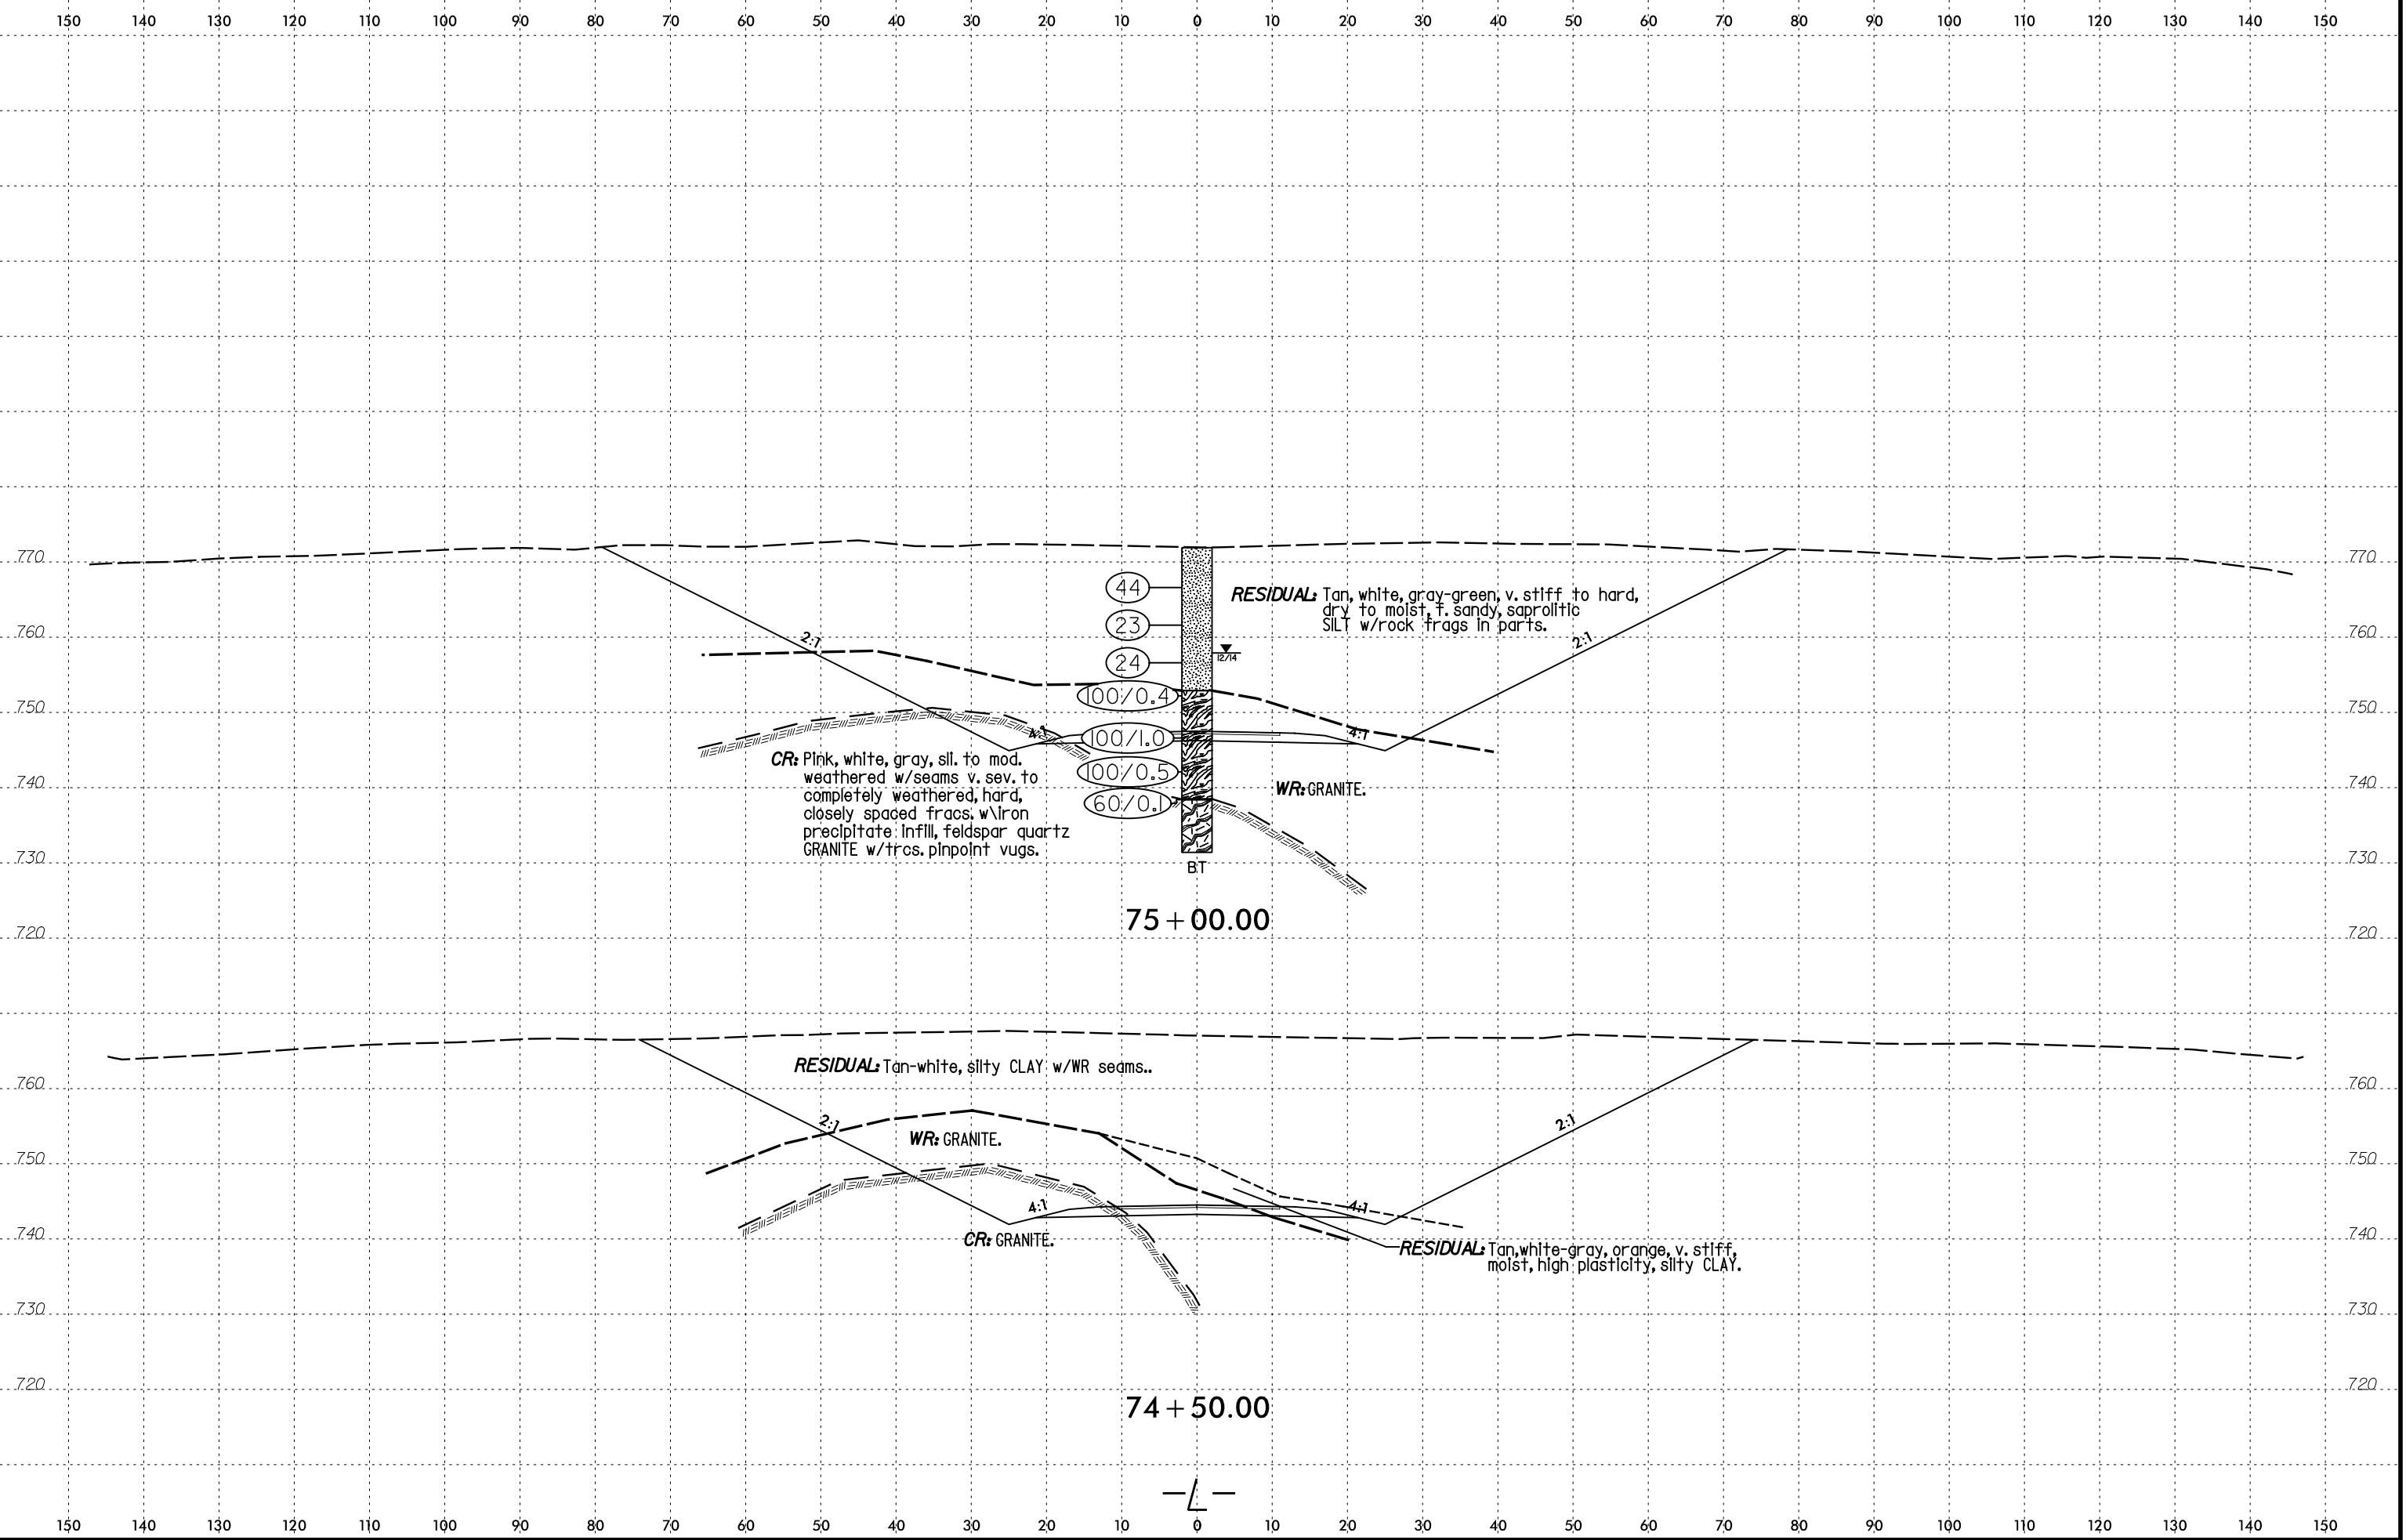 150 140 130 120 110 100 90 80 70 60 50 40 30 20 10 0 10 20 30 40 50 60 70 80 90 100 110 120 130 140 150
770 770
44
RESIDUAL: Tan, white, gray-green, v. stiff to hard,
dry to moist, f. sandy, saprolitic
SILT w/rock frags in parts.
23
760 760
2:1 2:1
24
12/14
100/0.4
750 750
4:1 4:1
100/1.0
CR: Pink, white, gray, sli. to mod.
weathered w/seams v. sev. to
completely weathered, hard,
closely spaced fracs. w\iron
precipitate infill, feldspar quartz
GRANITE w/trcs. pinpoint vugs.
100/0.5
740 740
WR: GRANITE.
60/0.1
730 730
BT
75+00.00
720 720
RESIDUAL: Tan-white, silty CLAY w/WR seams..
760 760
2:1 2:1
WR: GRANITE.
750 750
4:1 4:1
740 740
CR: GRANITE.
RESIDUAL: Tan,white-gray, orange, v. stiff,
moist, high plasticity, silty CLAY.
730 730
720 720
74+50.00
-L-
150 140 130 120 110 100 90 80 70 60 50 40 30 20 10 0 10 20 30 40 50 60 70 80 90 100 110 120 130 140 150